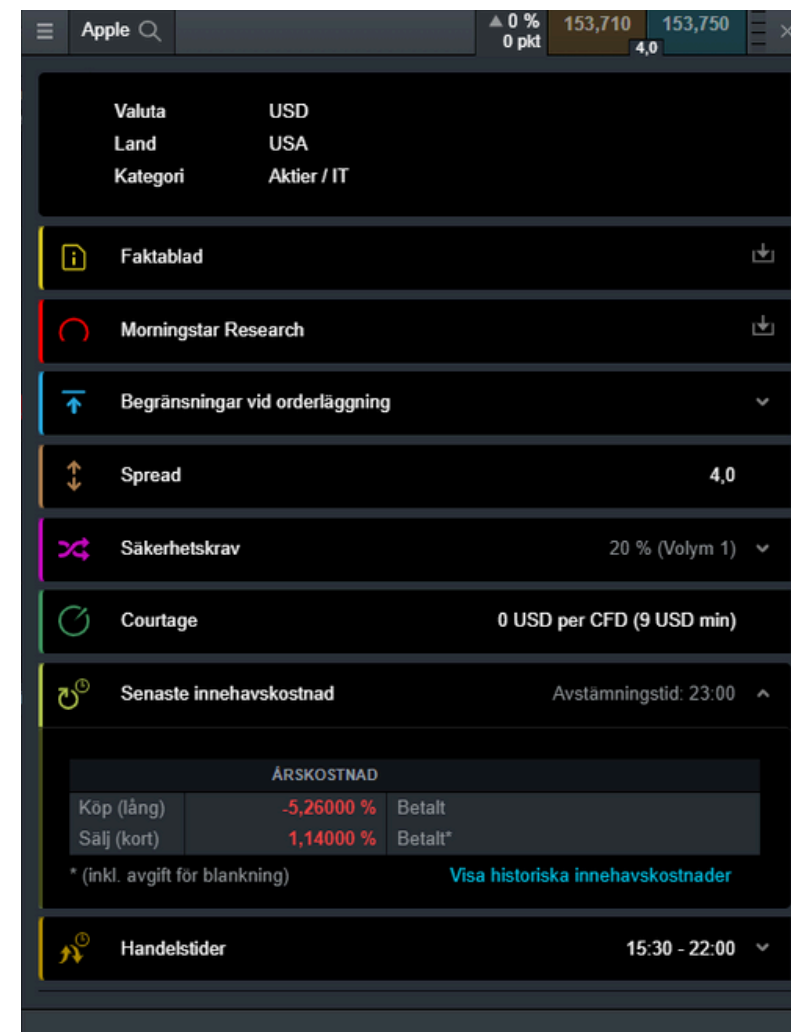 Apple
▲ 0 %
0 pkt
153,710
153,750
4,0
Valuta USD
Land USA
Kategori Aktier / IT
Faktablad
Morningstar Research
Begränsningar vid orderläggning
Spread 4,0
Säkerhetskrav 20 % (Volym 1)
Courtage 0 USD per CFD (9 USD min)
Senaste innehavskostnad Avstämningstid: 23:00
ÅRSKOSTNAD
Köp (lång) -5,26000 % Betalt
Sälj (kort) 1,14000 % Betalt*
* (inkl. avgift för blankning) Visa historiska innehavskostnader
Handelstider 15:30 - 22:00